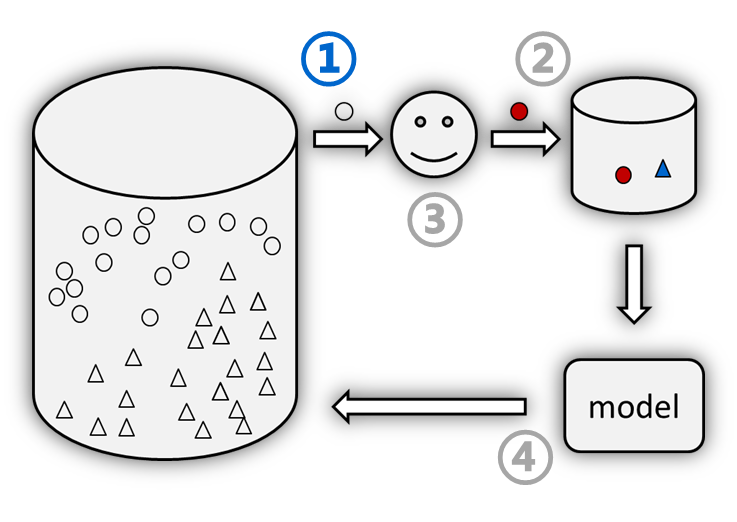 ①
②
③
model
④